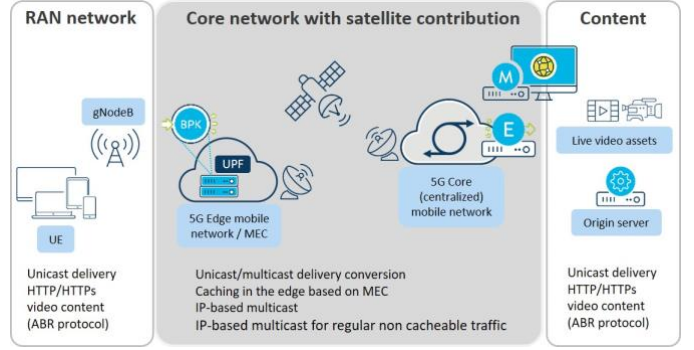 RAN network
gNodeB
UE
Unicast delivery
HTTP/HTTPs
video content
(ABR protocol)
Core network with satellite contribution
BPK
UPF
5G Edge mobile
network / MEC
M
E
5G Core
(centralized)
mobile network
Unicast/multicast delivery conversion
Caching in the edge based on MEC
IP-based multicast
IP-based multicast for regular non cacheable traffic
Content
Live video assets
Origin server
Unicast delivery
HTTP/HTTPs
video content
(ABR protocol)